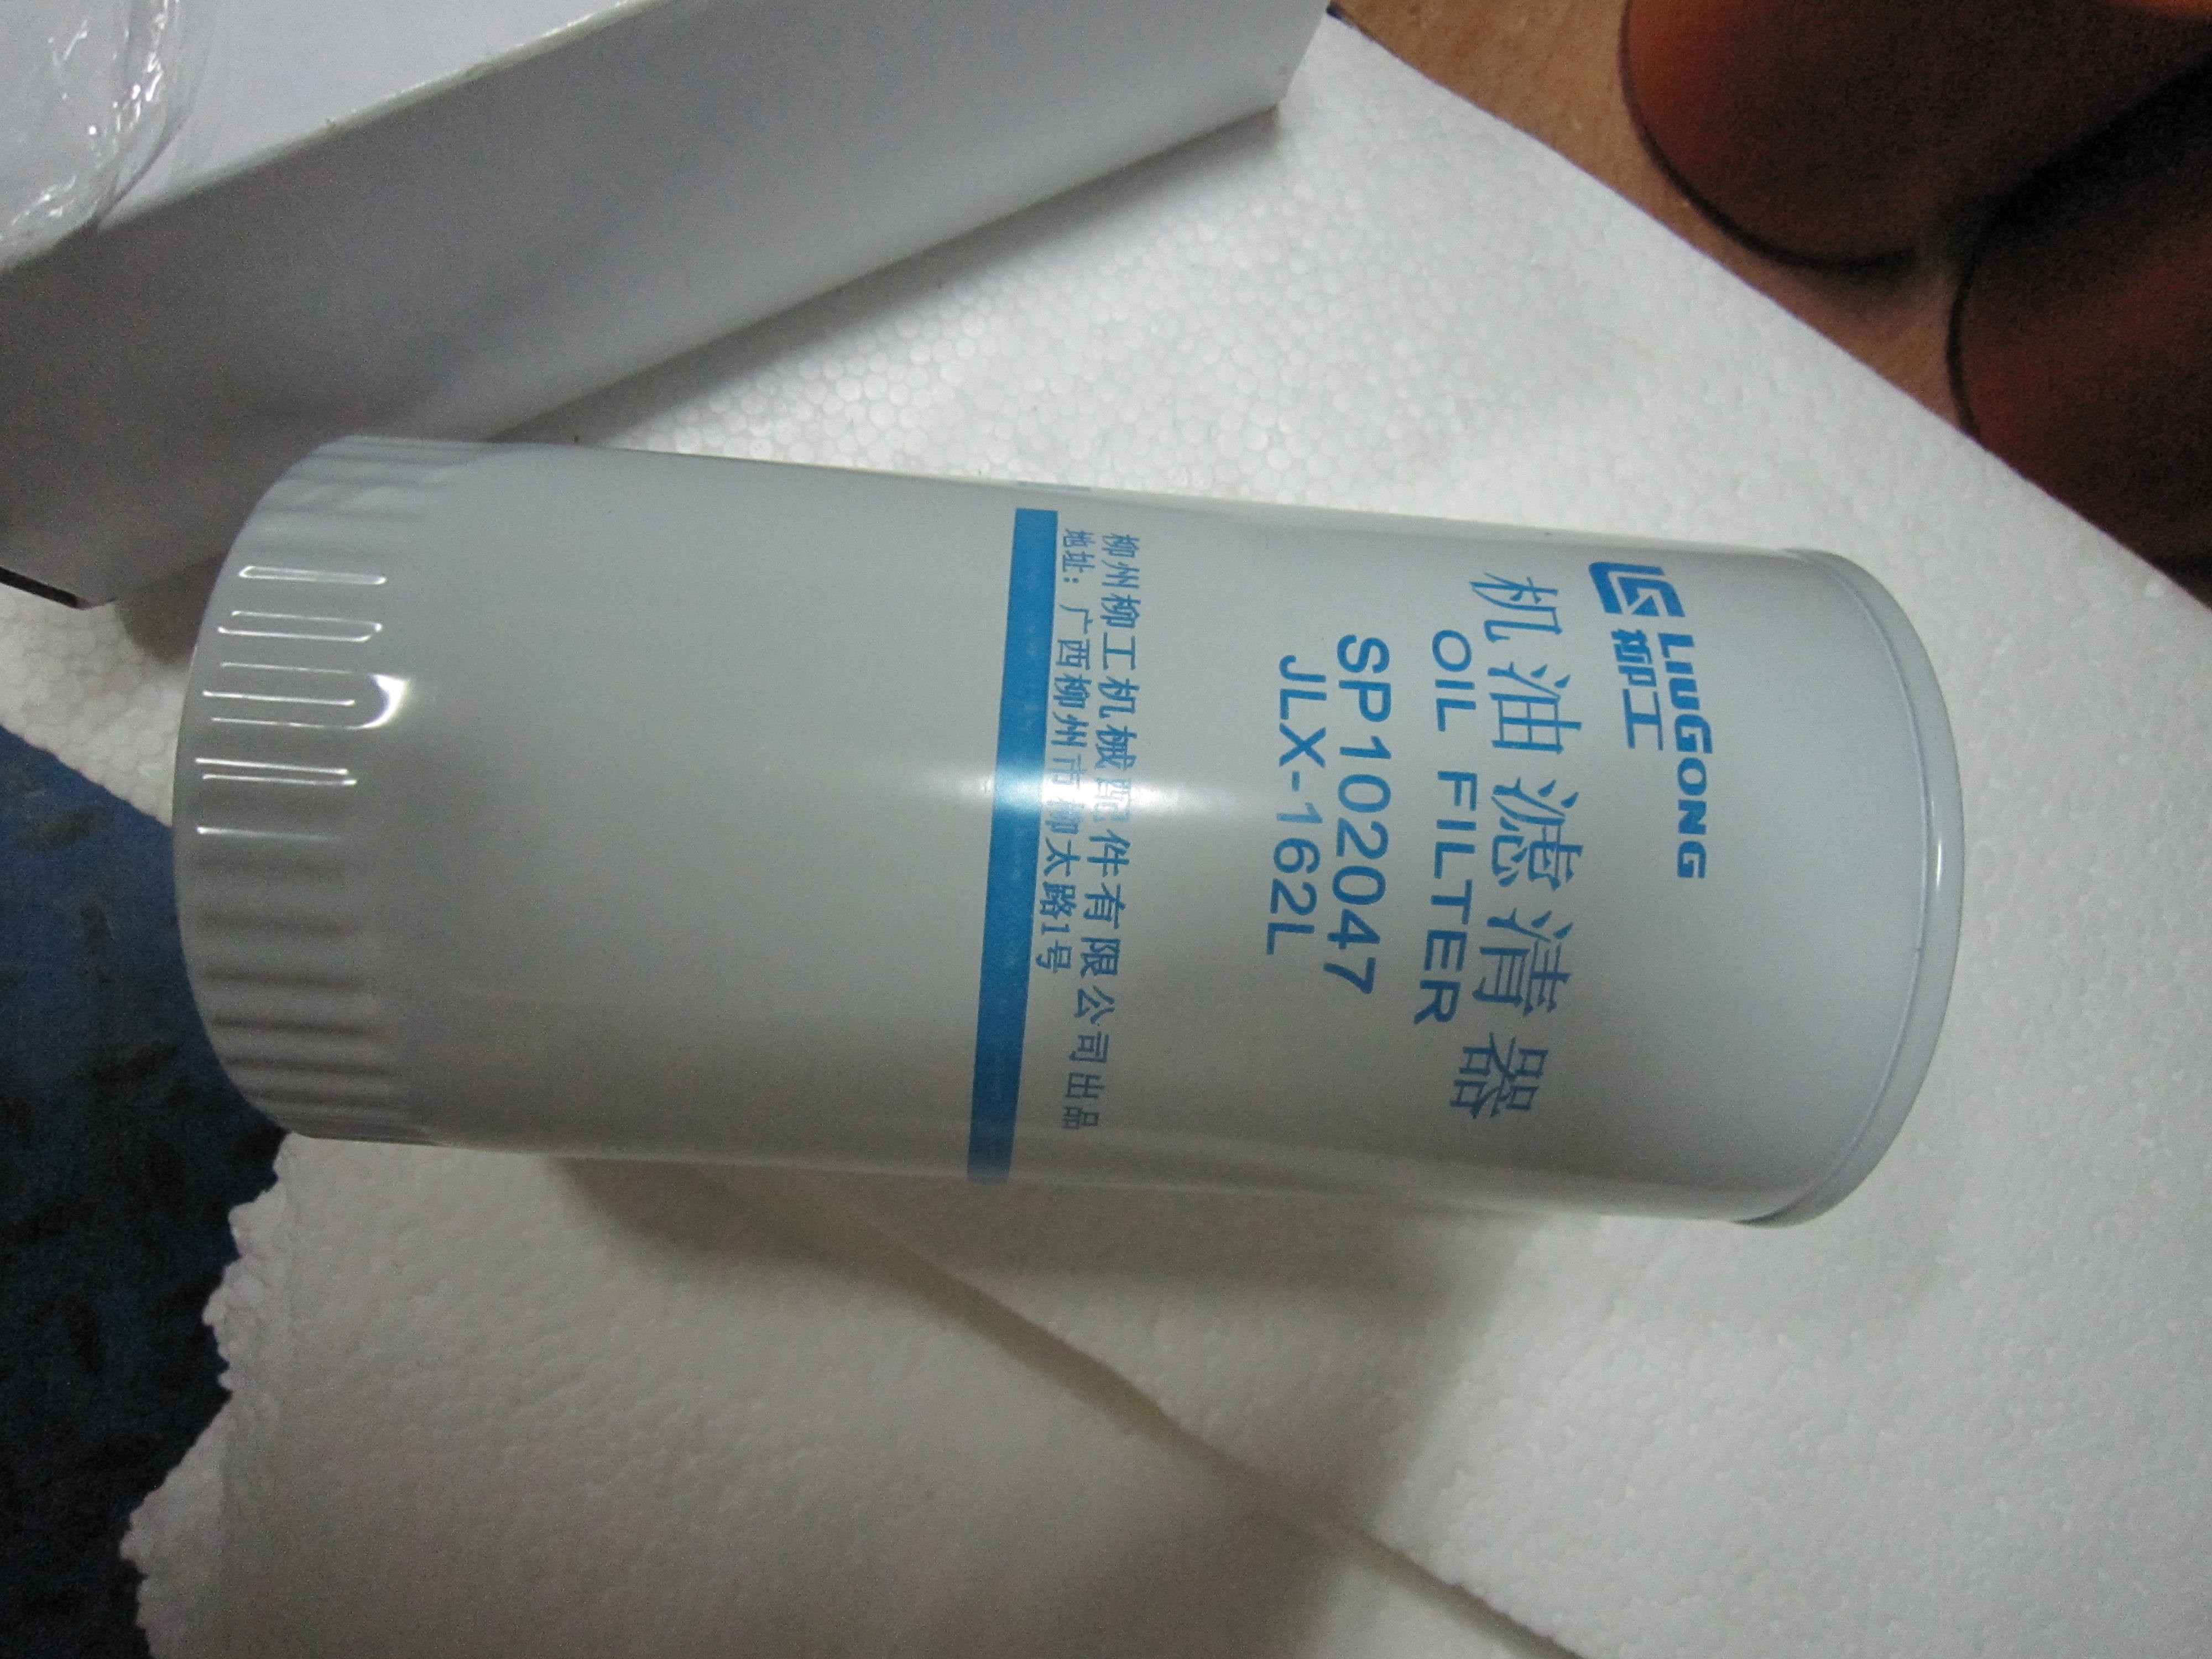 LIUGONG
柳工
机油滤清器
OIL FILTER
SP102047
JLX-162L
柳州柳工机械配件有限公司出品
地址：广西柳州市柳太路1号